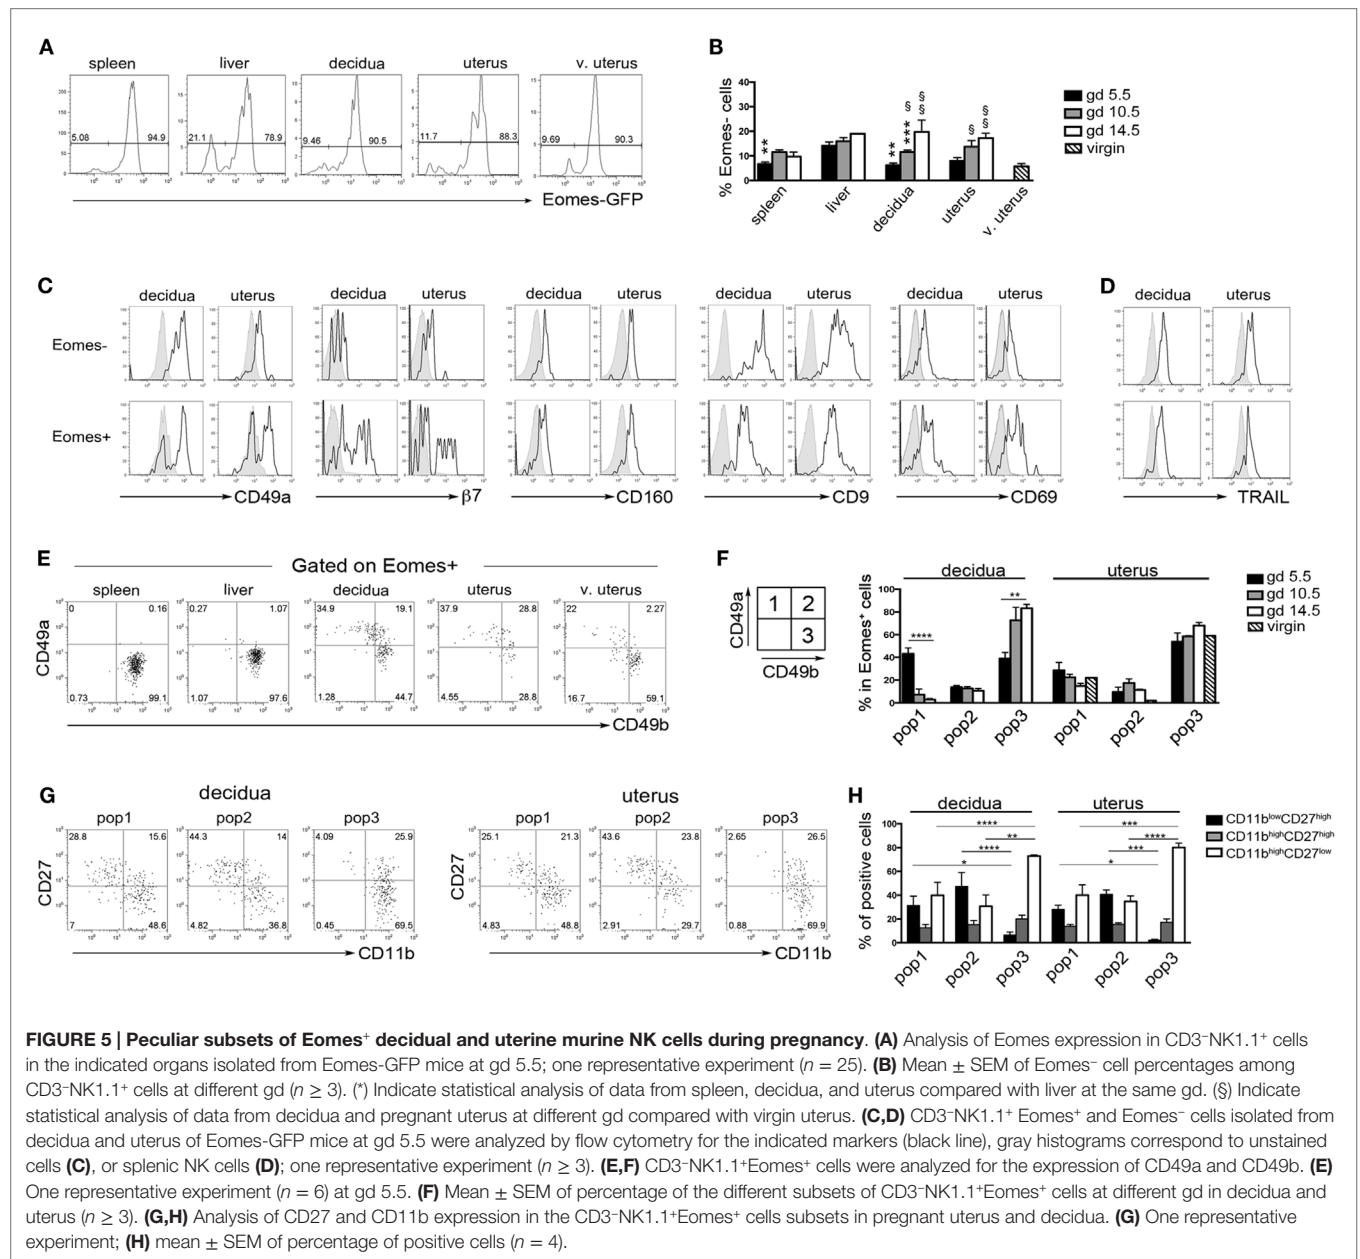 A
spleen liver decidua uterus v. uterus
5.08 94.9
21.1 78.9
9.46 90.5
11.7 88.3
9.69 90.3
Eomes-GFP
B
% Eomes- cells
40
30
20
10
0
** ** *** §§ §§ § §§
spleen liver decidua uterus v. uterus
gd 5.5
gd 10.5
gd 14.5
virgin
C
decidua uterus decidua uterus decidua uterus decidua uterus decidua uterus
Eomes-
Eomes+
CD49a β7 CD160 CD9 CD69
D
decidua uterus
TRAIL
E
Gated on Eomes+
spleen liver decidua uterus v. uterus
0 0.16 0.27 1.07 34.9 19.1 37.9 28.8 22 2.27
CD49a
0.73 99.1 1.07 97.6 1.28 44.7 4.55 28.8 16.7 59.1
CD49b
F
CD49a
1 2
3
CD49b
decidua uterus
% in Eomes⁺ cells
100
80
60
40
20
0
**** **
pop1 pop2 pop3 pop1 pop2 pop3
gd 5.5
gd 10.5
gd 14.5
virgin
G
decidua uterus
pop1 pop2 pop3 pop1 pop2 pop3
28.8 15.6 44.3 14 4.09 25.9 25.1 21.3 43.6 23.8 2.65 26.5
CD27 CD27
7 48.6 4.82 36.8 0.45 69.5 4.83 48.8 2.91 29.7 0.88 69.9
CD11b CD11b
H
decidua uterus
% of positive cells
100
80
60
40
20
0
**** ***
** ****
**** ***
* *
pop1 pop2 pop3 pop1 pop2 pop3
CD11bˡᵒʷCD27ʰⁱᵍʰ
CD11bʰⁱᵍʰCD27ʰⁱᵍʰ
CD11bʰⁱᵍʰCD27ˡᵒʷ
FIGURE 5 | Peculiar subsets of Eomes⁺ decidual and uterine murine NK cells during pregnancy. (A) Analysis of Eomes expression in CD3⁻NK1.1⁺ cells
in the indicated organs isolated from Eomes-GFP mice at gd 5.5; one representative experiment (n = 25). (B) Mean ± SEM of Eomes⁻ cell percentages among
CD3⁻NK1.1⁺ cells at different gd (n ≥ 3). (*) Indicate statistical analysis of data from spleen, decidua, and uterus compared with liver at the same gd. (§) Indicate
statistical analysis of data from decidua and pregnant uterus at different gd compared with virgin uterus. (C,D) CD3⁻NK1.1⁺ Eomes⁺ and Eomes⁻ cells isolated from
decidua and uterus of Eomes-GFP mice at gd 5.5 were analyzed by flow cytometry for the indicated markers (black line), gray histograms correspond to unstained
cells (C), or splenic NK cells (D); one representative experiment (n ≥ 3). (E,F) CD3⁻NK1.1⁺Eomes⁺ cells were analyzed for the expression of CD49a and CD49b. (E)
One representative experiment (n = 6) at gd 5.5. (F) Mean ± SEM of percentage of the different subsets of CD3⁻NK1.1⁺Eomes⁺ cells at different gd in decidua and
uterus (n ≥ 3). (G,H) Analysis of CD27 and CD11b expression in the CD3⁻NK1.1⁺Eomes⁺ cells subsets in pregnant uterus and decidua. (G) One representative
experiment; (H) mean ± SEM of percentage of positive cells (n = 4).